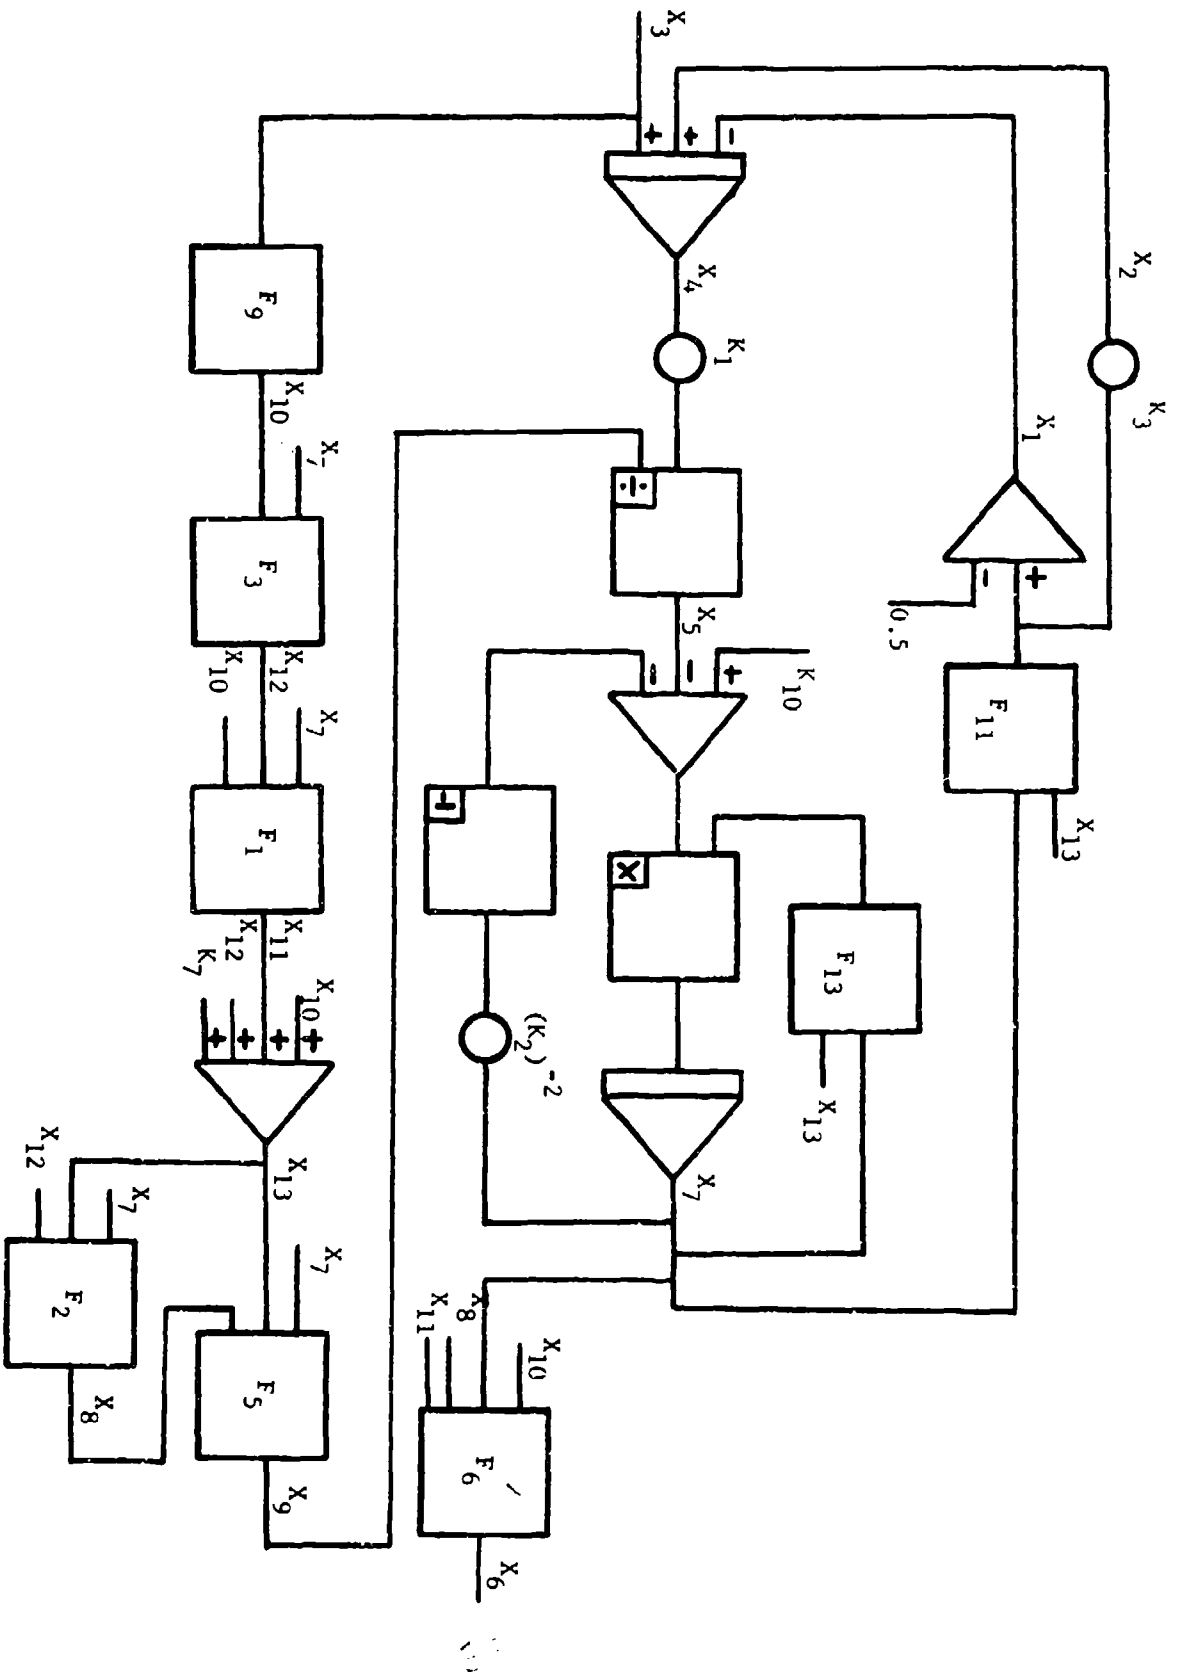 X2
K3
X1
+
−
0.5
F11
X13
X3
+
+
−
X4
K1
÷
X5
K10
−
−
+
×
F13
X13
X7
(K2)^-2
F9
X10
X7
F3
X12
X10
X7
F1
X11
X12
K7
X10
+
+
+
+
X13
X12
X7
F2
X8
X7
F5
X9
X11
X8
X10
F6
X6